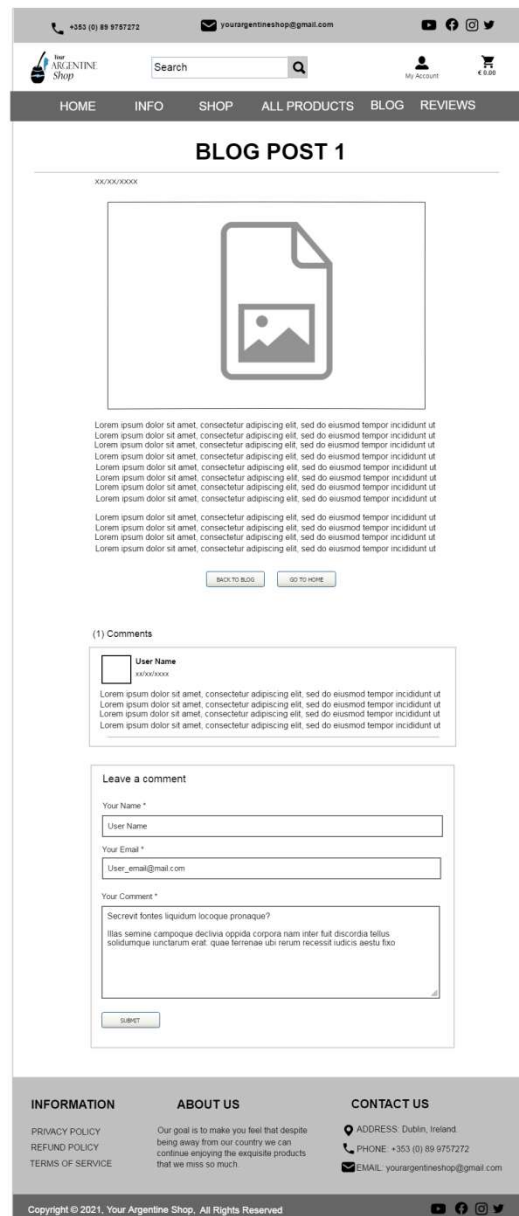 +353 (0) 89 9757272
yourargentineshop@gmail.com
Your
ARGENTINE
Shop
Search
My Account
€ 0.00
HOME INFO SHOP ALL PRODUCTS BLOG REVIEWS
BLOG POST 1
xx/xx/xxxx
Lorem ipsum dolor sit amet, consectetur adipiscing elit, sed do eiusmod tempor incididunt ut
Lorem ipsum dolor sit amet, consectetur adipiscing elit, sed do eiusmod tempor incididunt ut
Lorem ipsum dolor sit amet, consectetur adipiscing elit, sed do eiusmod tempor incididunt ut
Lorem ipsum dolor sit amet, consectetur adipiscing elit, sed do eiusmod tempor incididunt ut
Lorem ipsum dolor sit amet, consectetur adipiscing elit, sed do eiusmod tempor incididunt ut
Lorem ipsum dolor sit amet, consectetur adipiscing elit, sed do eiusmod tempor incididunt ut
Lorem ipsum dolor sit amet, consectetur adipiscing elit, sed do eiusmod tempor incididunt ut
Lorem ipsum dolor sit amet, consectetur adipiscing elit, sed do eiusmod tempor incididunt ut
Lorem ipsum dolor sit amet, consectetur adipiscing elit, sed do eiusmod tempor incididunt ut
Lorem ipsum dolor sit amet, consectetur adipiscing elit, sed do eiusmod tempor incididunt ut
Lorem ipsum dolor sit amet, consectetur adipiscing elit, sed do eiusmod tempor incididunt ut
Lorem ipsum dolor sit amet, consectetur adipiscing elit, sed do eiusmod tempor incididunt ut
BACK TO BLOG GO TO HOME
(1) Comments
User Name
xx/xx/xxxx
Lorem ipsum dolor sit amet, consectetur adipiscing elit, sed do eiusmod tempor incididunt ut
Lorem ipsum dolor sit amet, consectetur adipiscing elit, sed do eiusmod tempor incididunt ut
Lorem ipsum dolor sit amet, consectetur adipiscing elit, sed do eiusmod tempor incididunt ut
Lorem ipsum dolor sit amet, consectetur adipiscing elit, sed do eiusmod tempor incididunt ut
Leave a comment
Your Name *
User Name
Your Email *
User_email@mail.com
Your Comment *
Secrevit fontes liquidum locoque pronaque?
Illas semine campoque declivia oppida corpora nam inter fuit discordia tellus
solidumque iunctarum erat: quae terrenae ubi rerum recessit iudicis aestu fixo
SUBMIT
INFORMATION
PRIVACY POLICY
REFUND POLICY
TERMS OF SERVICE
ABOUT US
Our goal is to make you feel that despite
being away from our country we can
continue enjoying the exquisite products
that we miss so much.
CONTACT US
ADDRESS: Dublin, Ireland.
PHONE: +353 (0) 89 9757272
EMAIL: yourargentineshop@gmail.com
Copyright © 2021, Your Argentine Shop, All Rights Reserved